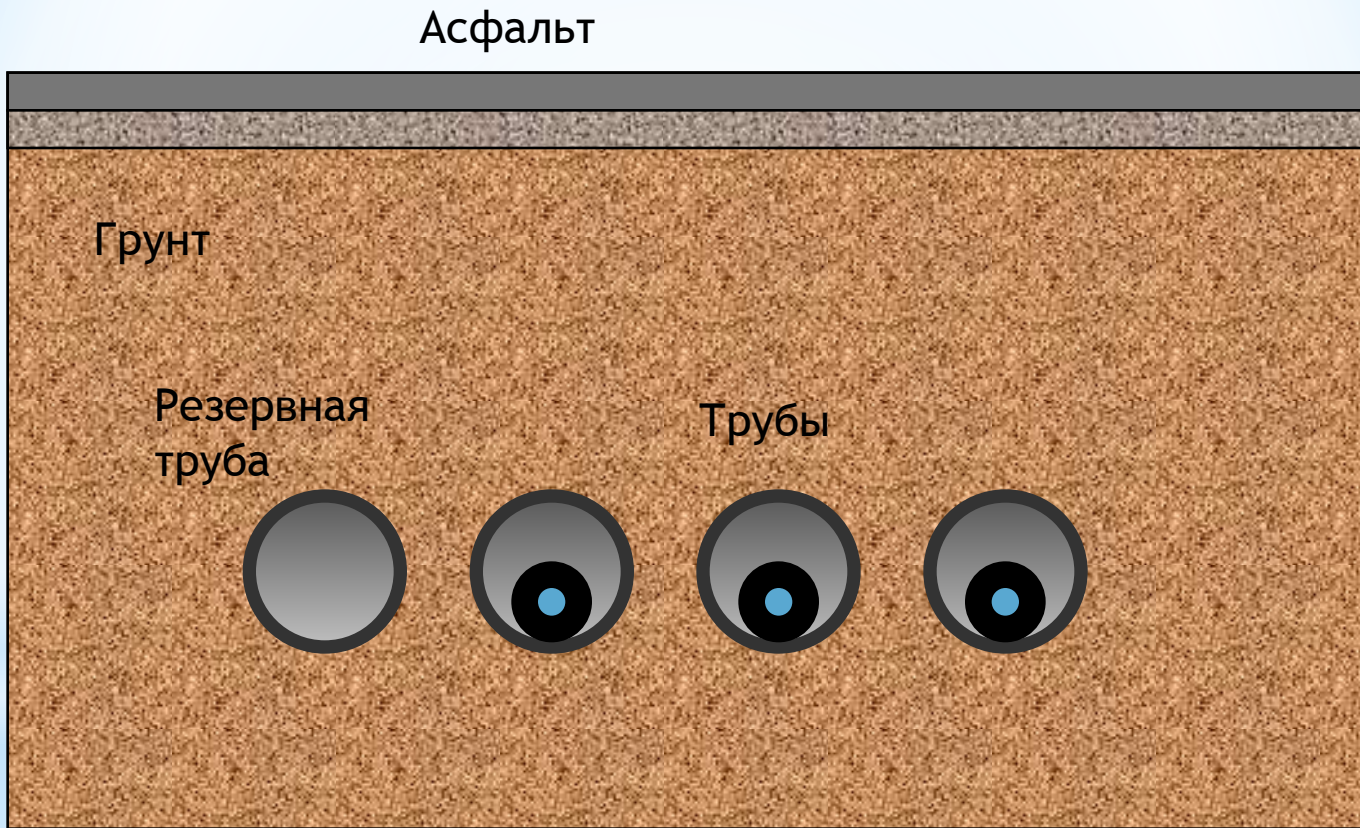 Асфальт
Грунт
Резервная
труба
Трубы